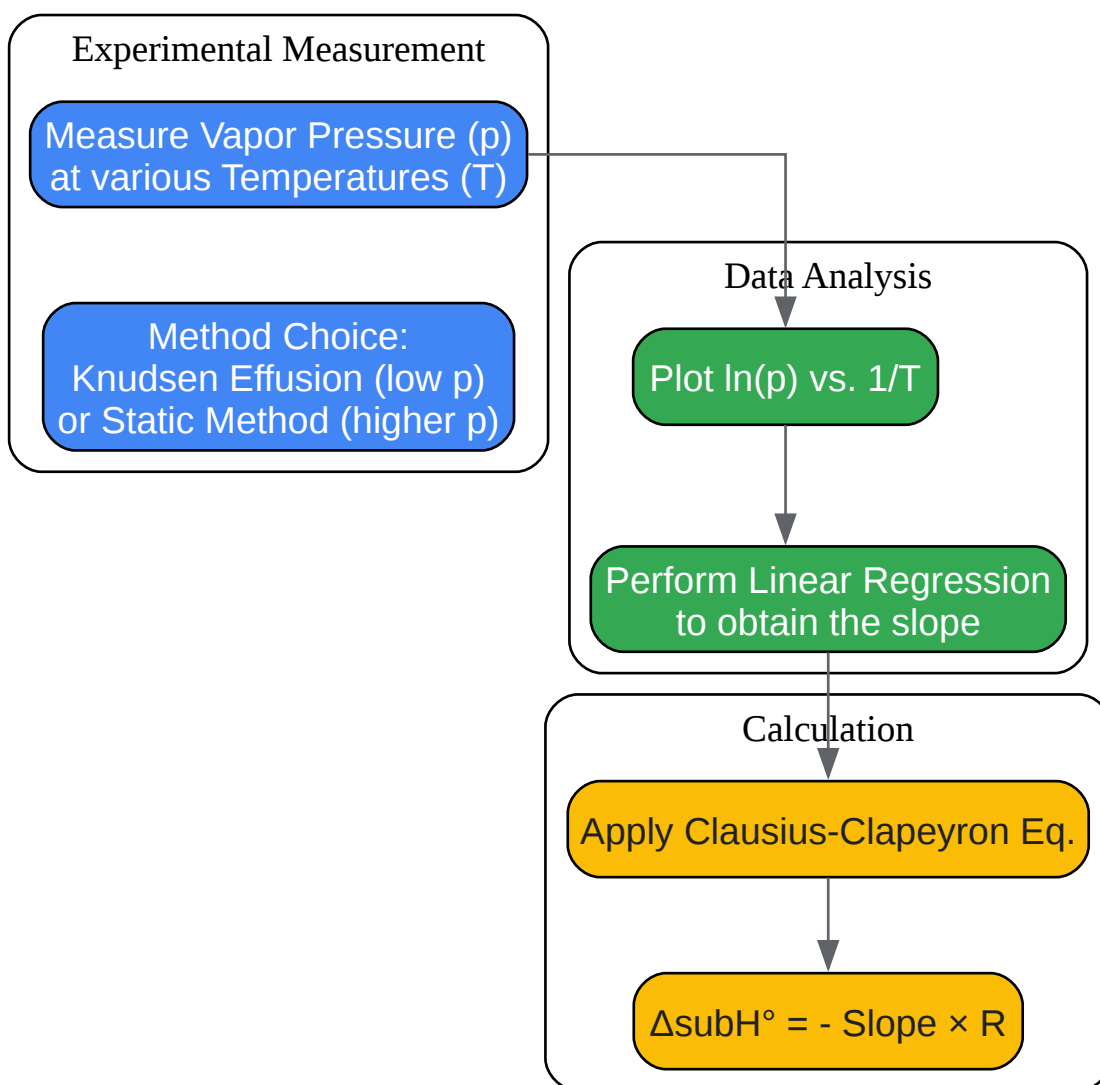 Experimental Measurement
Measure Vapor Pressure (p)
at various Temperatures (T)
Method Choice:
Knudsen Effusion (low p)
or Static Method (higher p)
Data Analysis
Plot ln(p) vs. 1/T
Perform Linear Regression
to obtain the slope
Calculation
Apply Clausius-Clapeyron Eq.
ΔsubH° = - Slope × R